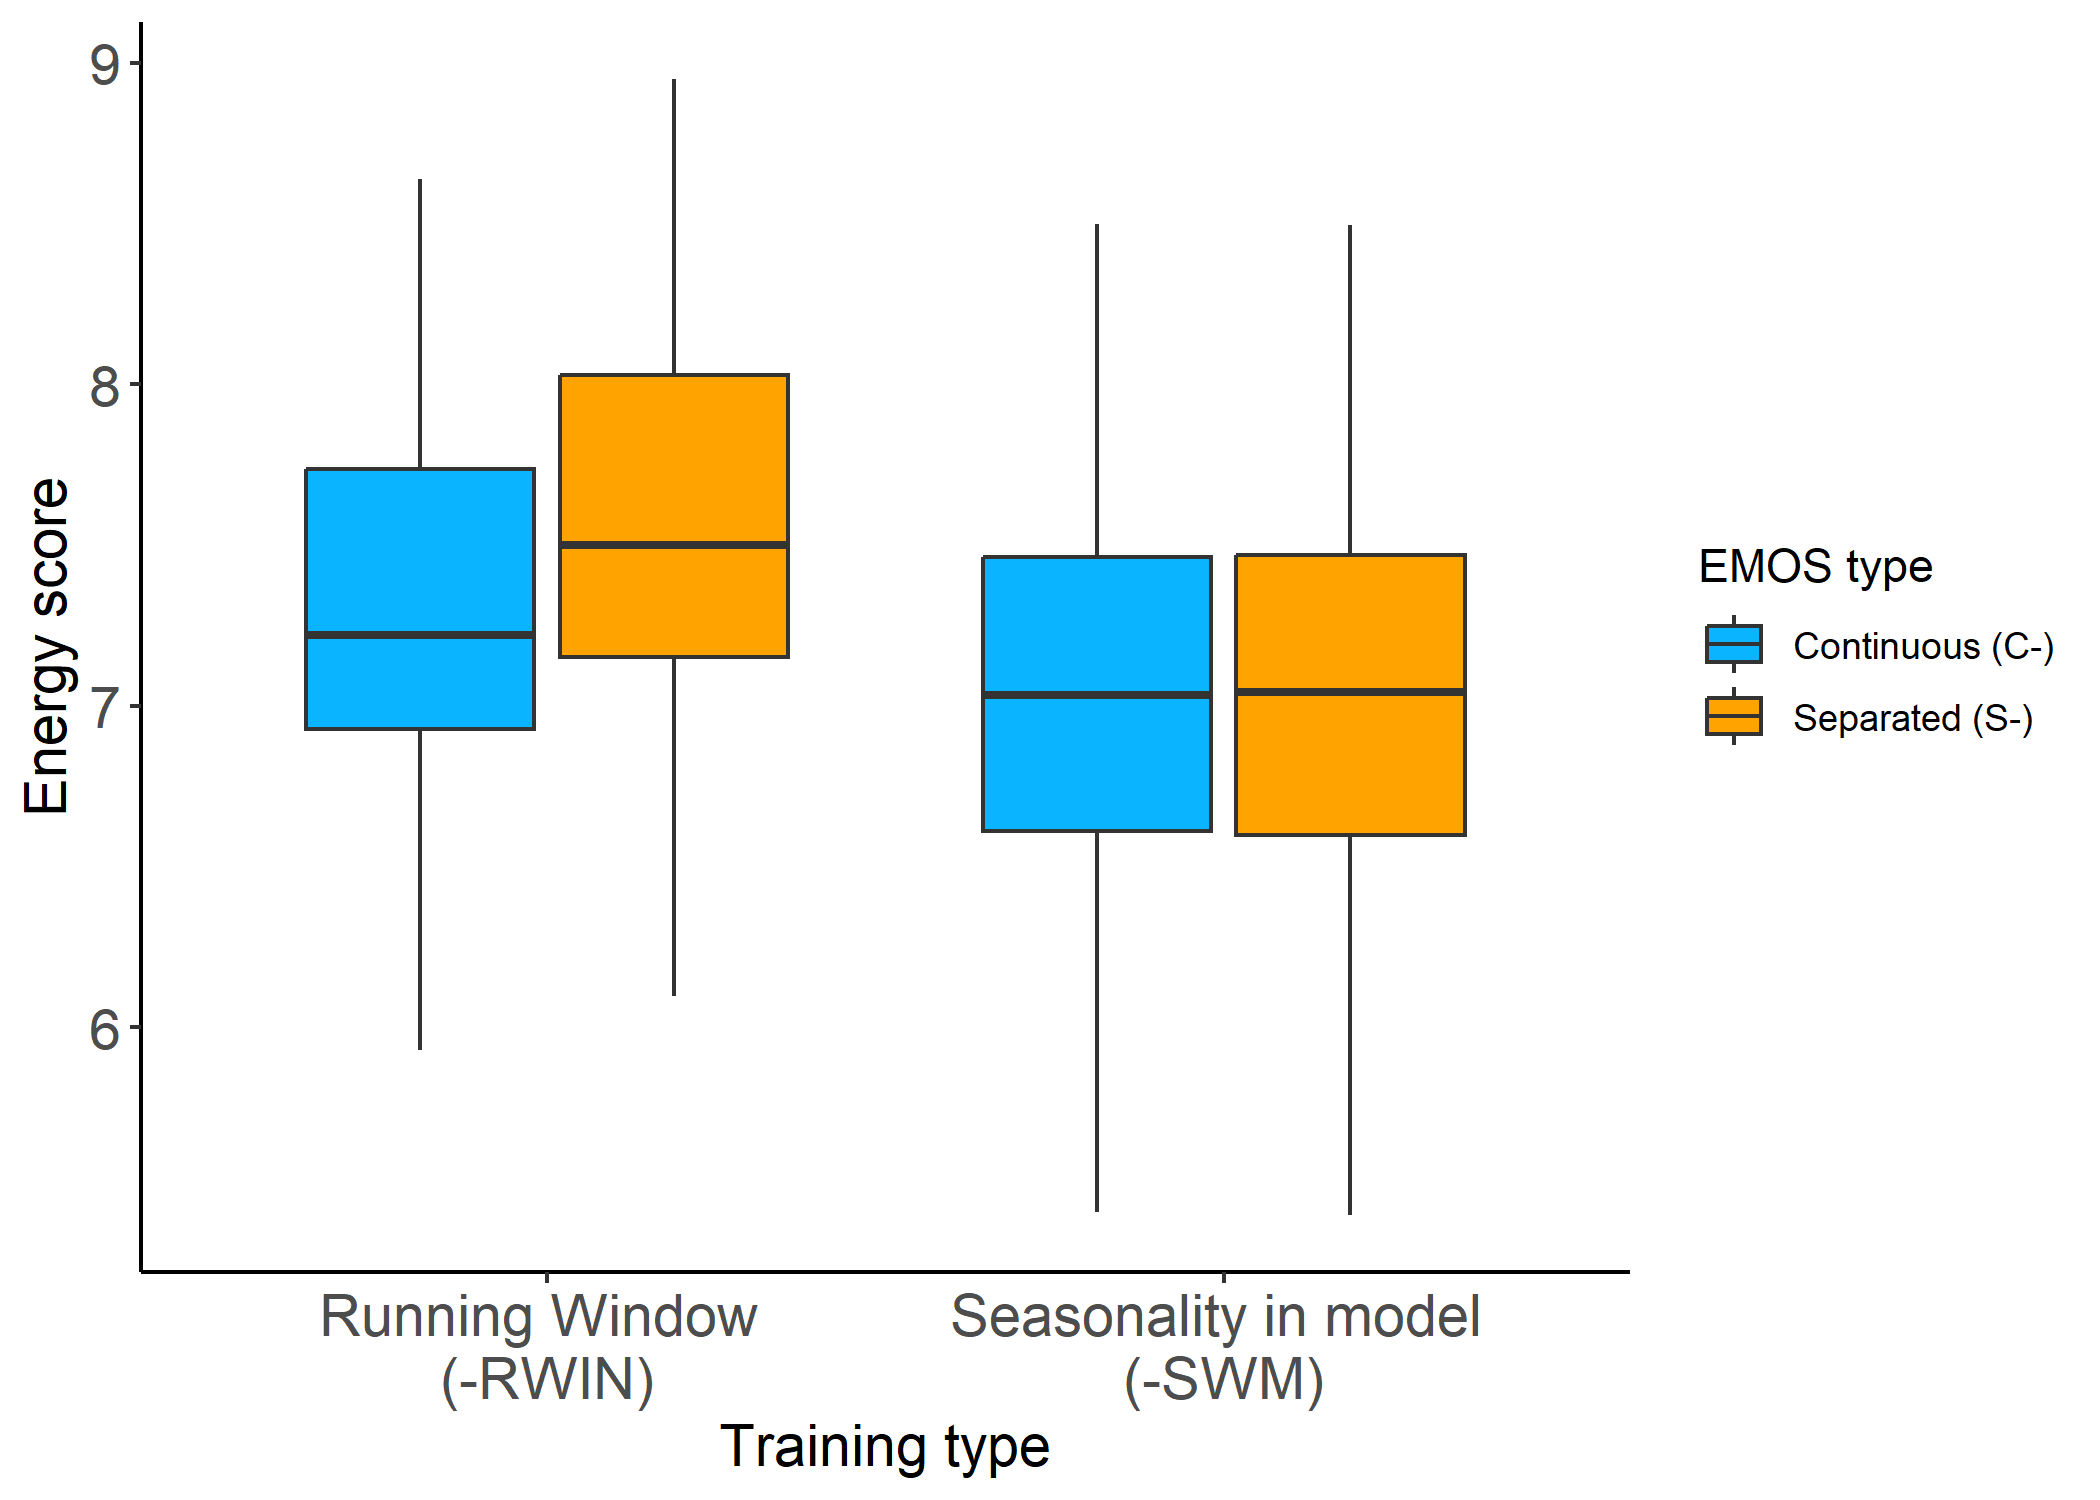 9
8
7
6
Energy score
Running Window
(-RWIN)
Seasonality in model
(-SWM)
Training type
EMOS type
Continuous (C-)
Separated (S-)